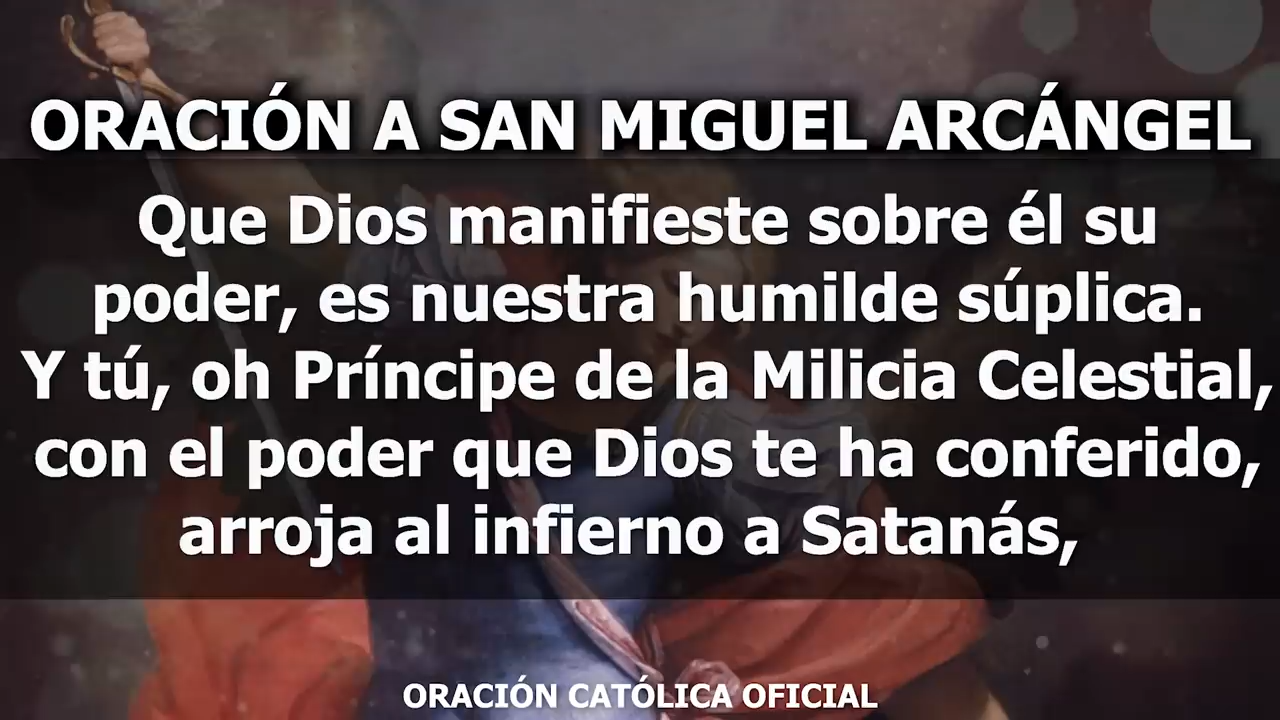 ORACIÓN A SAN MIGUEL ARCÁNGEL
Que Dios manifieste sobre él su
poder, es nuestra humilde súplica.
Y tú, oh Príncipe de la Milicia Celestial,
con el poder que Dios te ha conferido,
arroja al infierno a Satanás,
ORACIÓN CATÓLICA OFICIAL